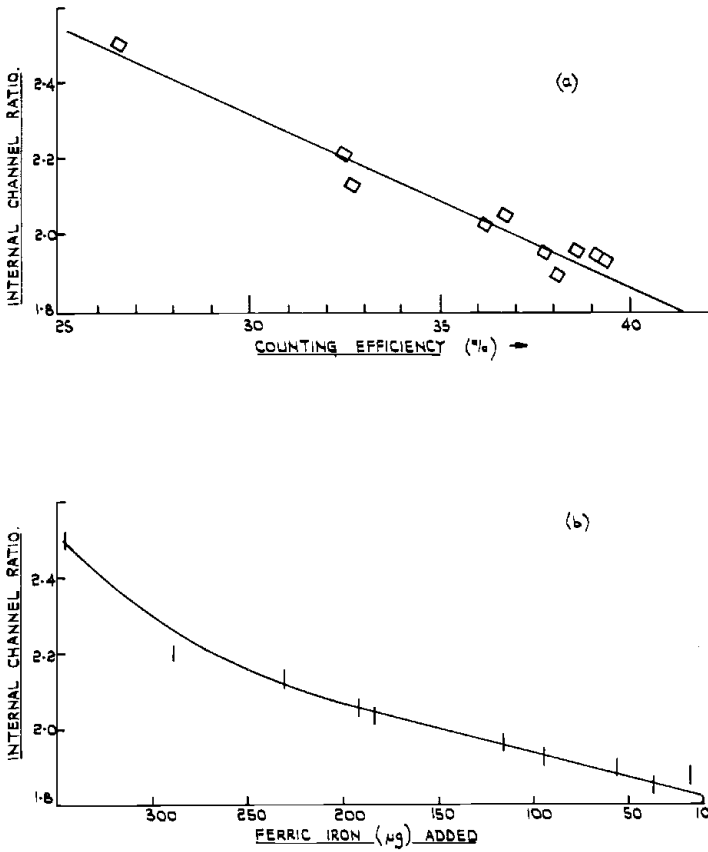 INTERNAL CHANNEL RATIO.
2·4
2·2
2·0
1·8
(a)
25 30 35 40
COUNTING EFFICIENCY (%) →
INTERNAL CHANNEL RATIO.
2·4
2·2
2·0
1·8
(b)
300 250 200 150 100 50 10
FERRIC IRON (μg) ADDED